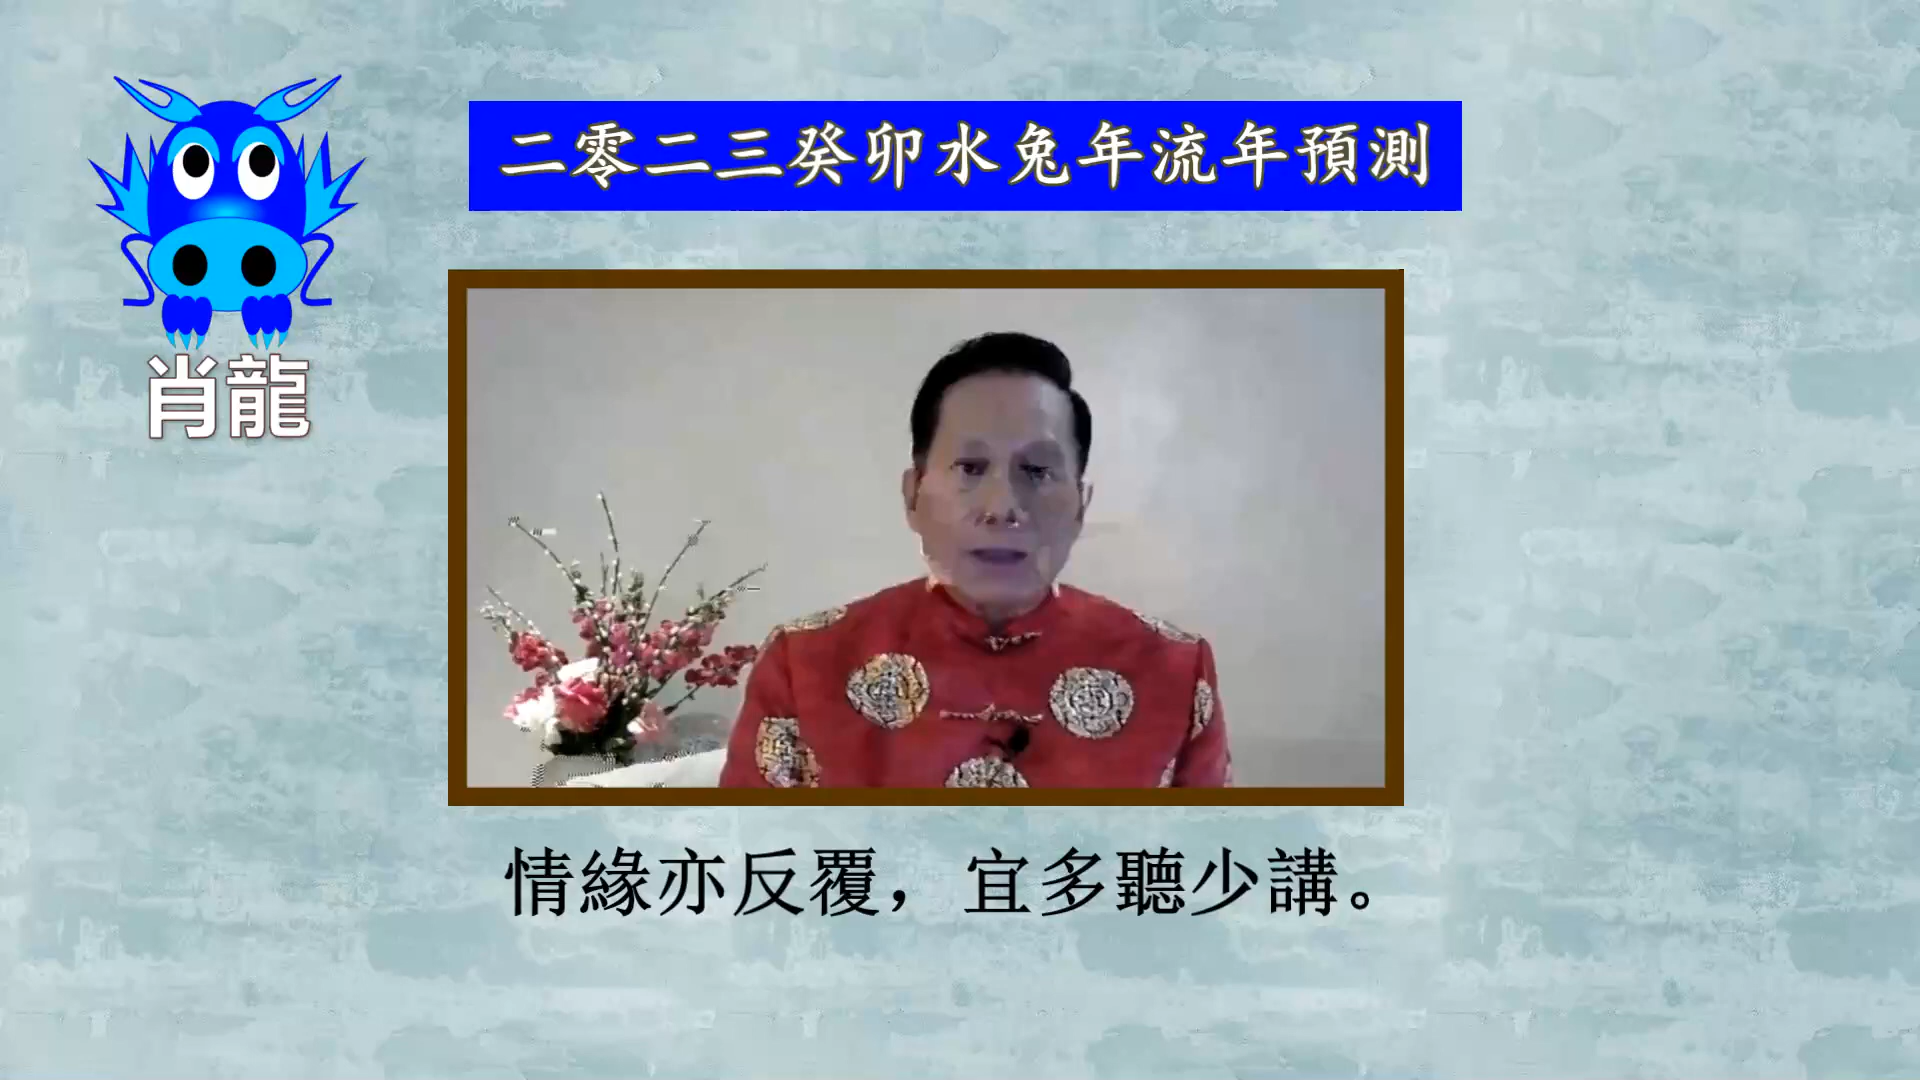 二零二三癸卯水兔年流年預測
肖龍
情緣亦反覆，宜多聽少講。